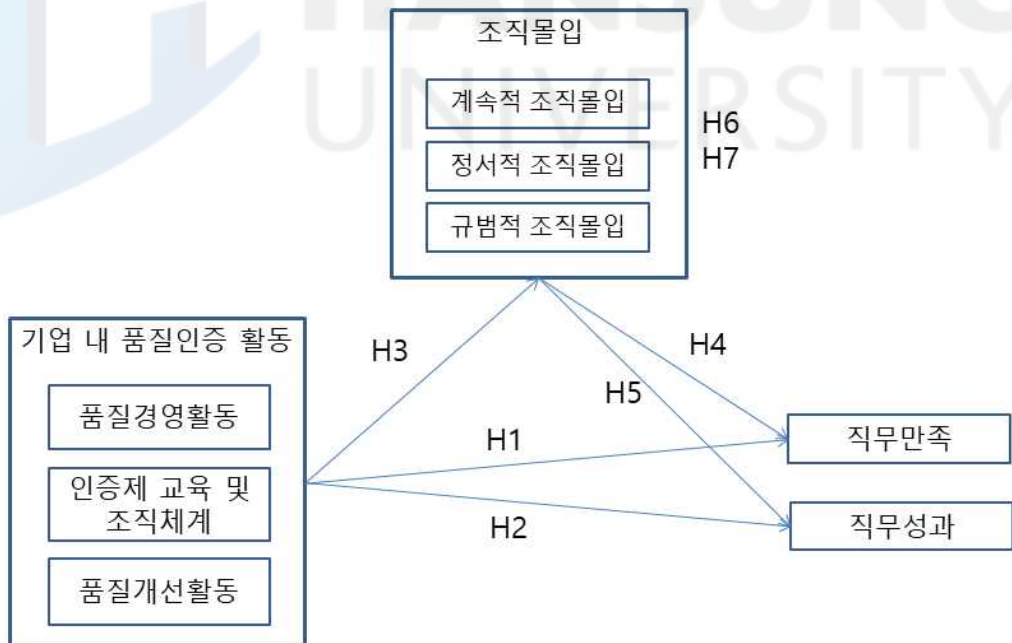 HANSUNG
UNIVERSITY
조직몰입
계속적 조직몰입
정서적 조직몰입
규범적 조직몰입
H6
H7
기업 내 품질인증 활동
품질경영활동
인증제 교육 및
조직체계
품질개선활동
H3
H4
H5
H1
H2
직무만족
직무성과